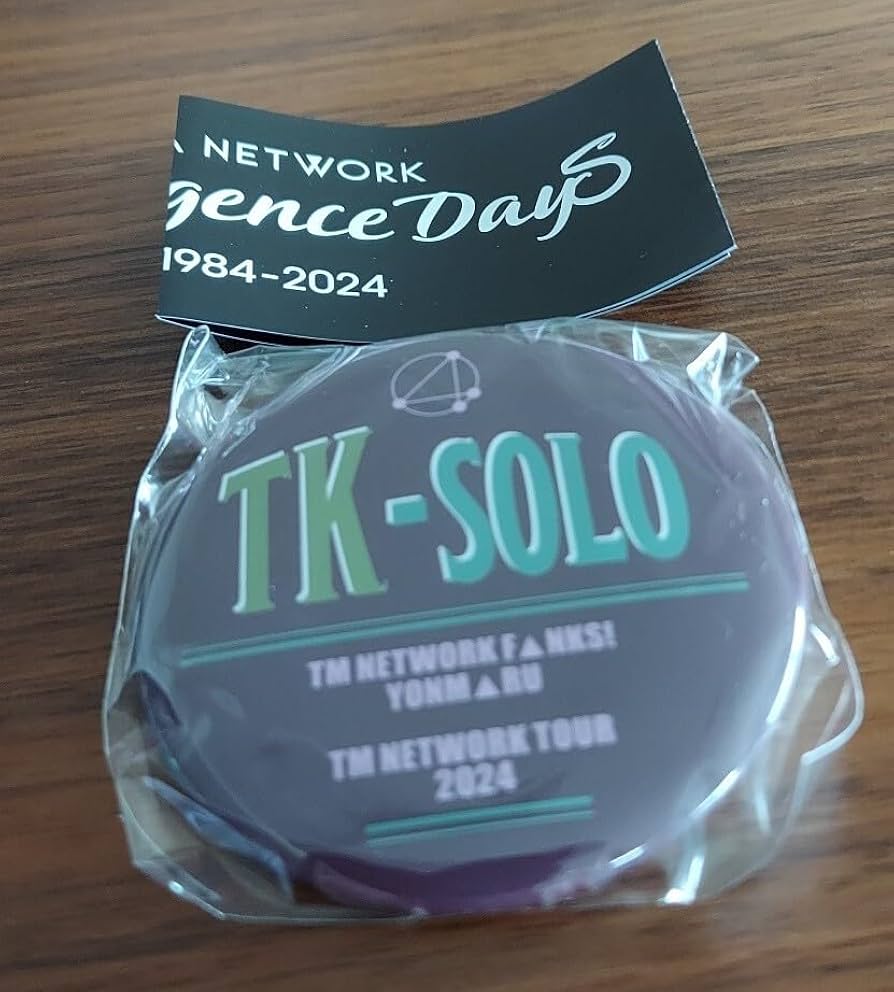 NETWORK
gence DayS
1984-2024
TK-SOLO
TM NETWORK F▲NKS!
YONM▲RU
TM NETWORK TOUR
2024